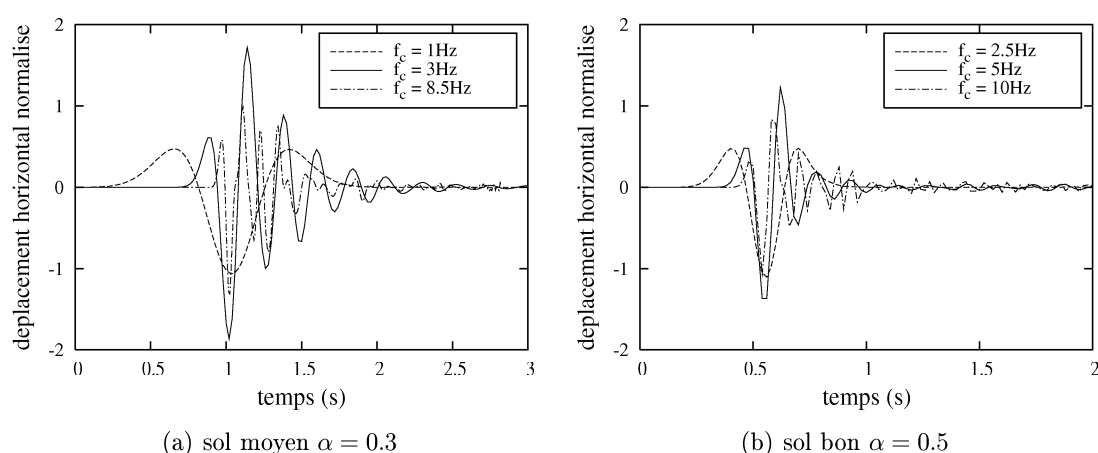 deplacement horizontal normalise
2
1
0
-1
-2
0 0.5 1 1.5 2 2.5 3
temps (s)
f_c = 1Hz
f_c = 3Hz
f_c = 8.5Hz
(a) sol moyen α = 0.3
deplacement horizontal normalise
2
1
0
-1
-2
0 0.5 1 1.5 2
temps (s)
f_c = 2.5Hz
f_c = 5Hz
f_c = 10Hz
(b) sol bon α = 0.5